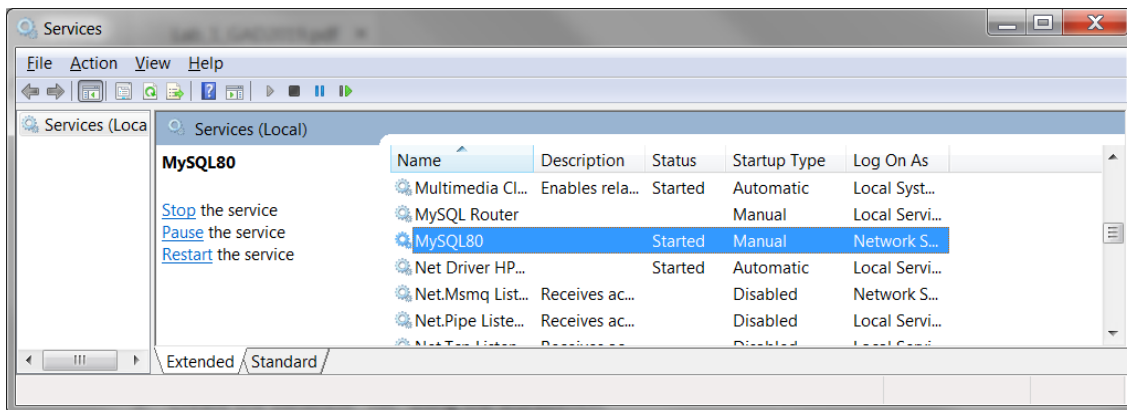 Services
File Action View Help
Services (Loca
Services (Local)
MySQL80
Stop the service
Pause the service
Restart the service
Name Description Status Startup Type Log On As
Multimedia Cl... Enables rela... Started Automatic Local Syst...
MySQL Router Manual Local Servi...
MySQL80 Started Manual Network S...
Net Driver HP... Started Automatic Local Servi...
Net.Msmq List... Receives ac... Disabled Network S...
Net.Pipe Liste... Receives ac... Disabled Local Servi...
Extended Standard